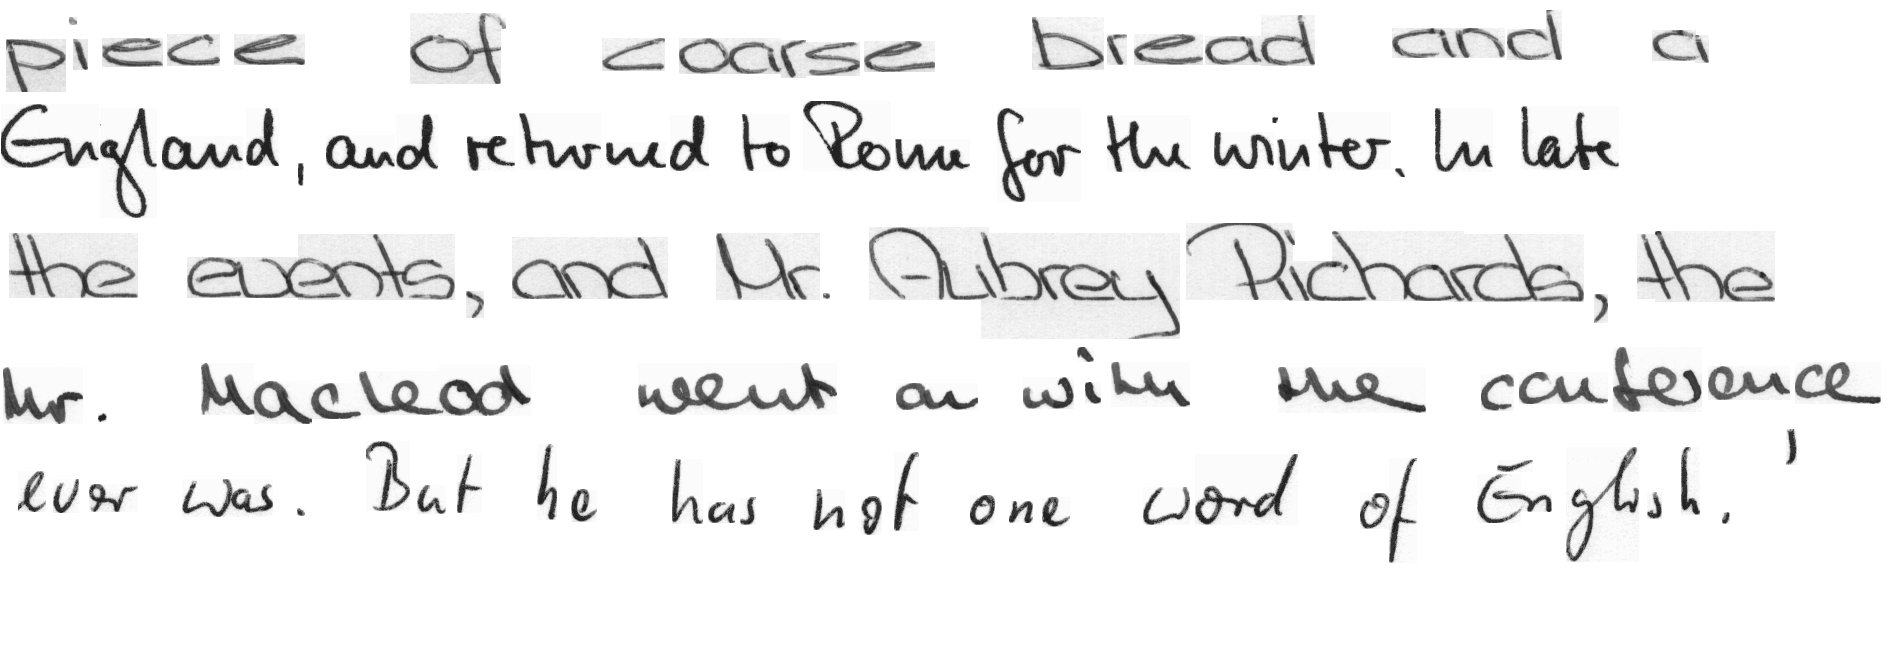 piece of coarse bread and a
England, and returned to Rome for the winter. In late
the events, and Mr. Aubrey Richards, the
Mr. Macleod went on with the conference
ever was. But he has not one word of English.'